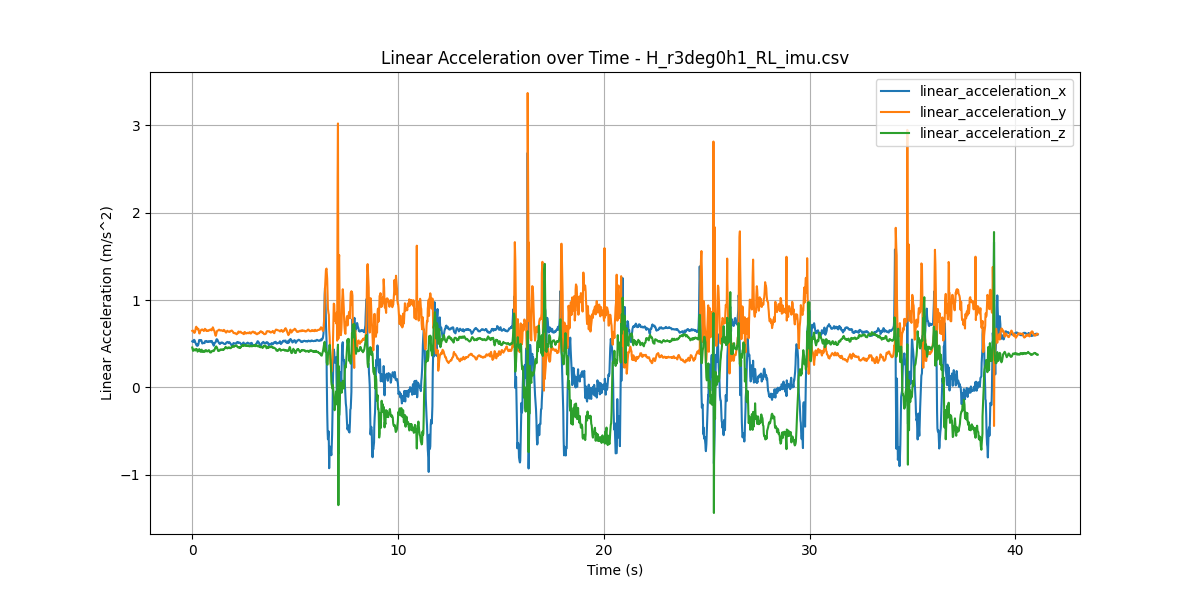 Linear Acceleration over Time - H_r3deg0h1_RL_imu.csv
linear_acceleration_x
linear_acceleration_y
linear_acceleration_z
Linear Acceleration (m/s^2)
3
2
1
0
−1
0 10 20 30 40
Time (s)